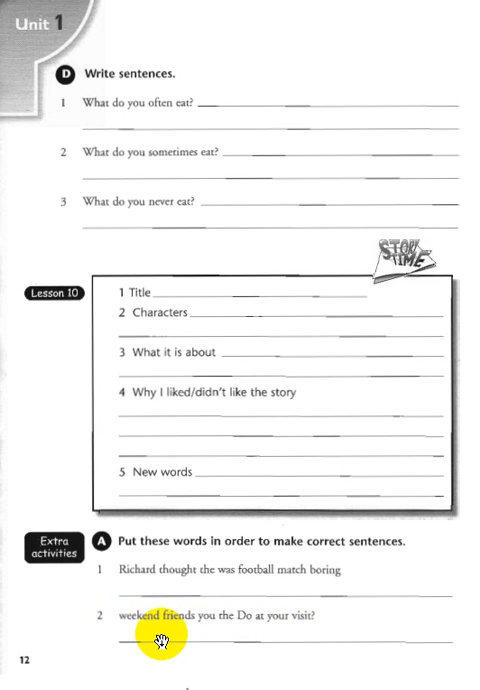 Unit 1
D Write sentences.
1 What do you often eat?
2 What do you sometimes eat?
3 What do you never eat?
STORY TIME
Lesson 10
1 Title
2 Characters
3 What it is about
4 Why I liked/didn't like the story
5 New words
Extra activities
A Put these words in order to make correct sentences.
1 Richard thought the was football match boring
2 weekend friends you the Do at your visit?
12